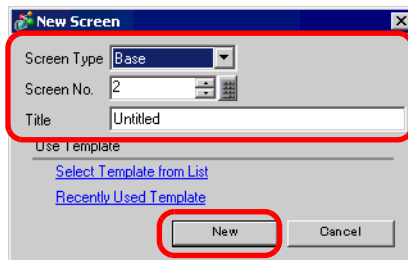 New Screen
Screen Type Base
Screen No. 2
Title Untitled
Use Template
Select Template from List
Recently Used Template
New Cancel